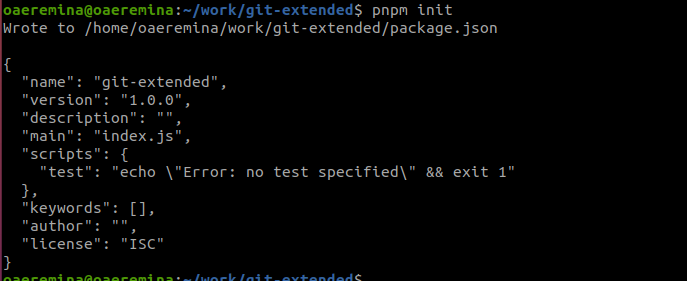 oaeremina@oaeremina:~/work/git-extended$ pnpm init
Wrote to /home/oaeremina/work/git-extended/package.json

{
  "name": "git-extended",
  "version": "1.0.0",
  "description": "",
  "main": "index.js",
  "scripts": {
    "test": "echo \"Error: no test specified\" && exit 1"
  },
  "keywords": [],
  "author": "",
  "license": "ISC"
}
oaeremina@oaeremina:~/work/git-extended$